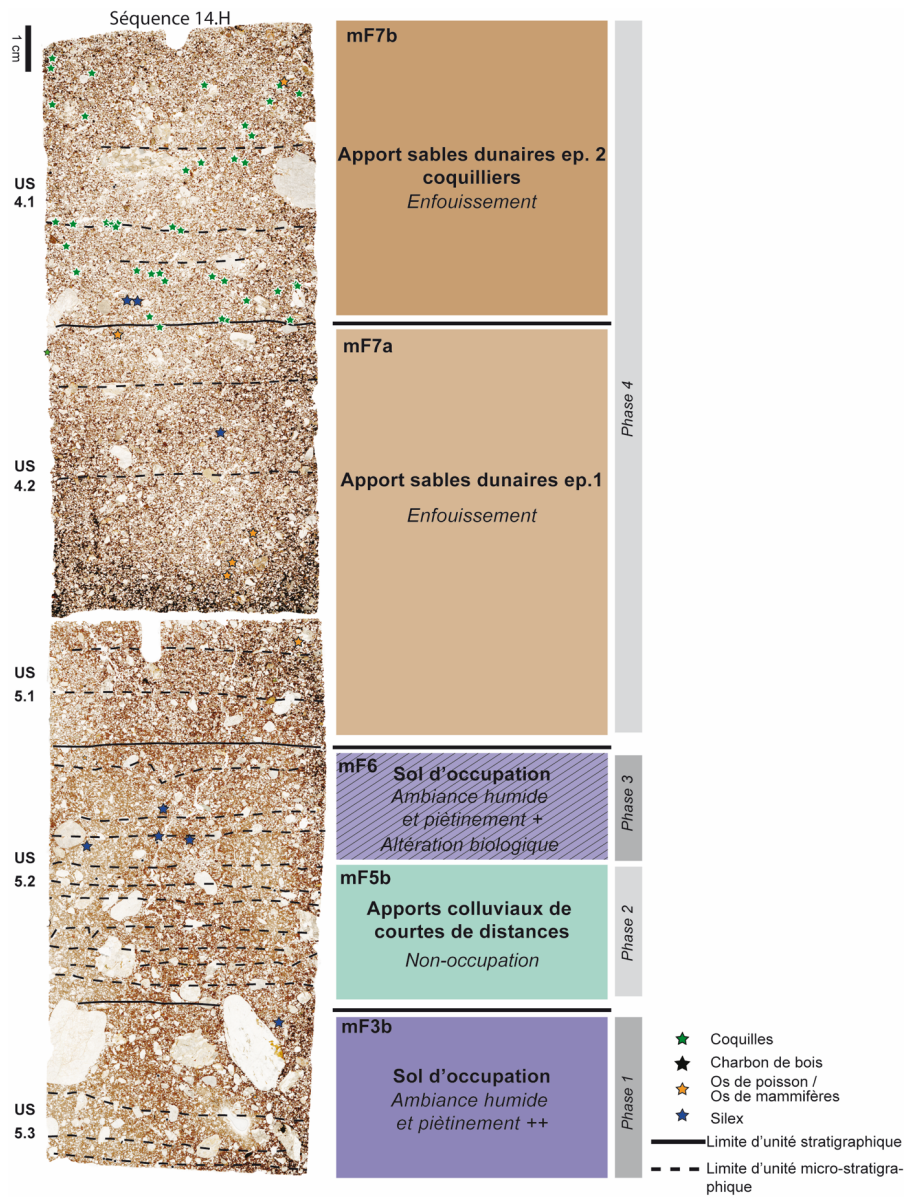 Séquence 14.H
1 cm
US
4.1
US
4.2
US
5.1
US
5.2
US
5.3
mF7b
Apport sables dunaires ep. 2
coquilliers
Enfouissement
mF7a
Apport sables dunaires ep.1
Enfouissement
mF6
Sol d'occupation
Ambiance humide
et piètinement +
Altération biologique
mF5b
Apports colluviaux de
courtes de distances
Non-occupation
mF3b
Sol d'occupation
Ambiance humide
et piètinement ++
Phase 4
Phase 3
Phase 2
Phase 1
Coquilles
Charbon de bois
Os de poisson /
Os de mammifères
Silex
Limite d'unité stratigraphique
Limite d'unité micro-stratigra-
phique